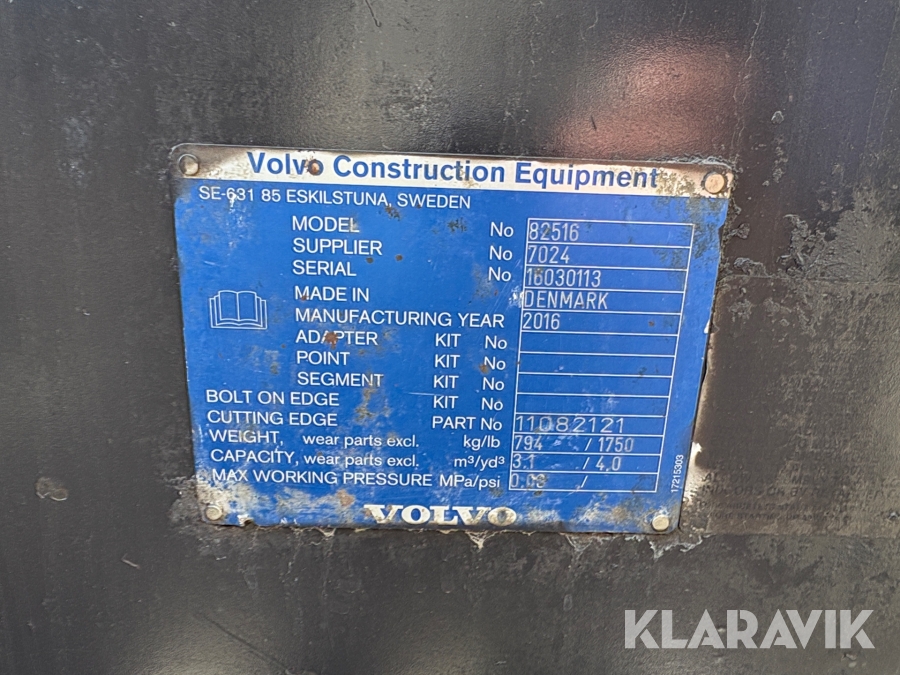 Volvo Construction Equipment
SE-631 85 ESKILSTUNA, SWEDEN
MODEL No 82516
SUPPLIER No 7024
SERIAL No 16030113
MADE IN DENMARK
MANUFACTURING YEAR 2016
ADAPTER KIT No
POINT KIT No
SEGMENT KIT No
BOLT ON EDGE KIT No
CUTTING EDGE PART No 11082121
WEIGHT, wear parts excl. kg/lb 794 / 1750
CAPACITY, wear parts excl. m³/yd³ 3.1 / 4.0
MAX WORKING PRESSURE MPa/psi /
17215303
VOLVO
KLARAVIK